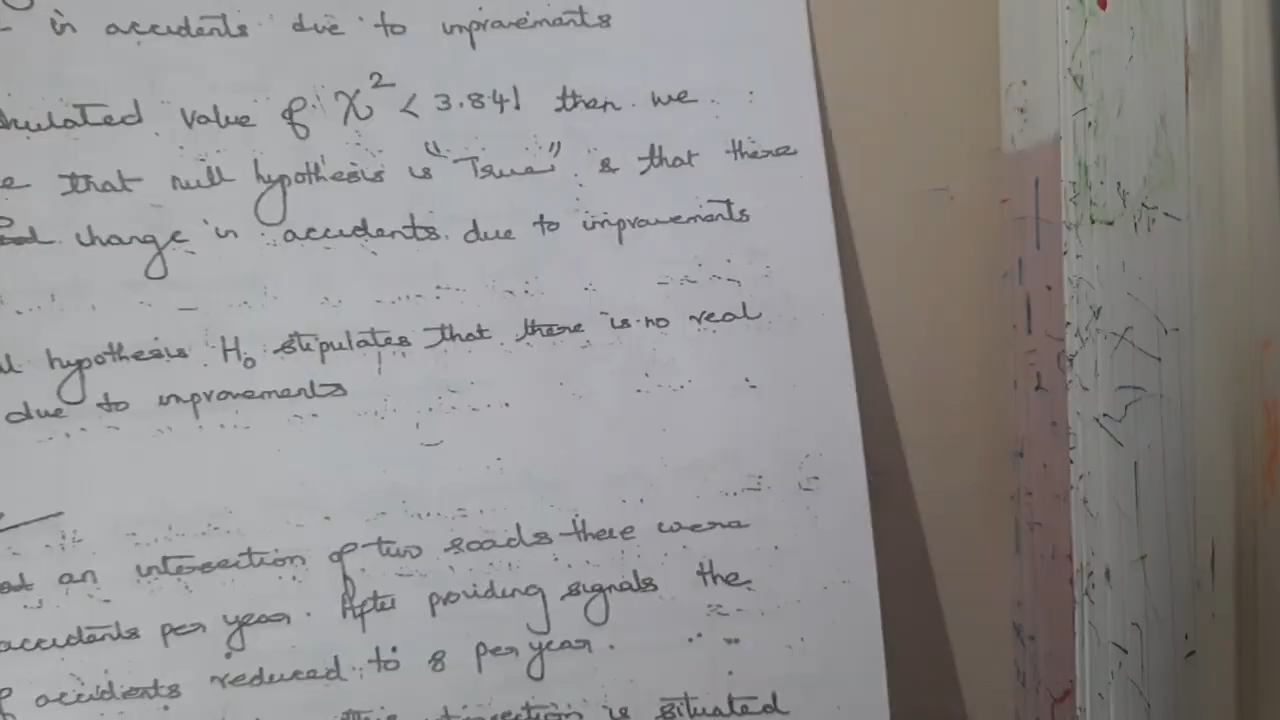 in accidents due to improvements
value of χ² < 3.841 then we
that null hypothesis is "True" & that there
change in accidents due to improvements
hypothesis H₀ stipulates that there is no real
due to improvements
an intersection of two roads there were
accidents per year. After providing signals the
accidents reduced to 8 per year.
intersection is situated